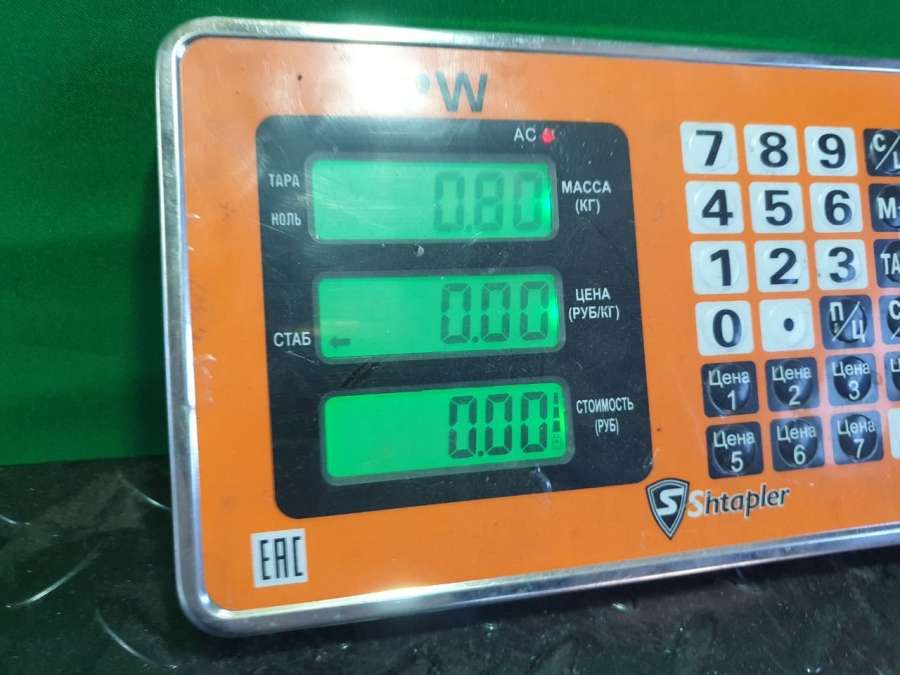 W
AC
ТАРА
НОЛЬ
0.80
МАССА
(КГ)
0.00
ЦЕНА
(РУБ/КГ)
СТАБ
0.00
СТОИМОСТЬ
(РУБ)
7 8 9 С/
4 5 6 М
1 2 3 ТА
0 . П/Ц С
Цена 1 Цена 2 Цена 3
Цена 5 Цена 6 Цена 7
S Shtapler
EAC